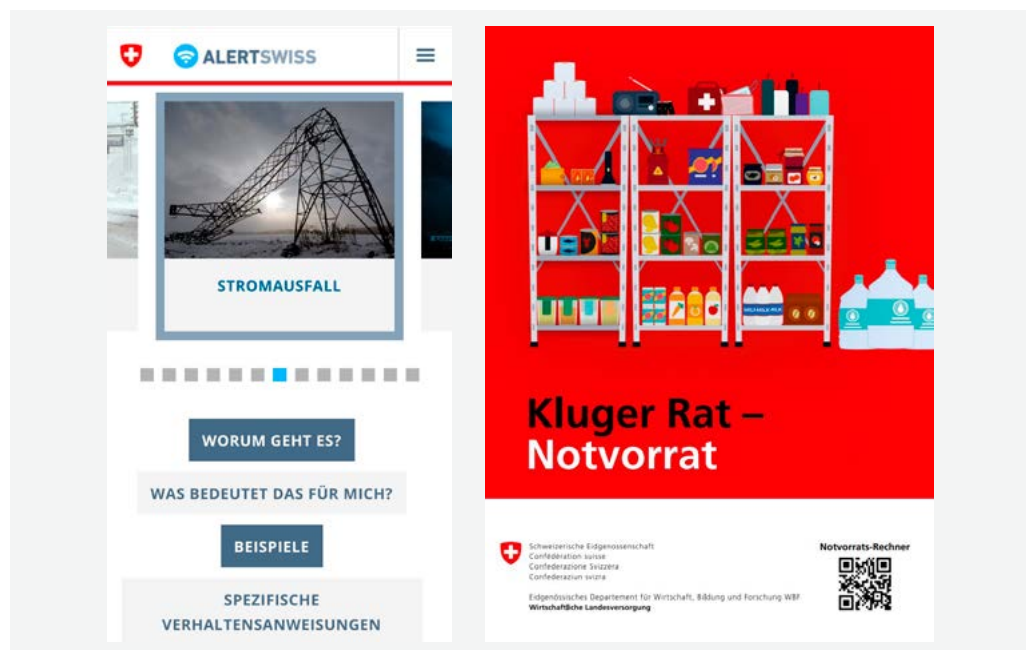 ALERTSWISS
STROMAUSFALL
WORUM GEHT ES?
WAS BEDEUTET DAS FÜR MICH?
BEISPIELE
SPEZIFISCHE
VERHALTENSANWEISUNGEN
Kluger Rat –
Notvorrat
Schweizerische Eidgenossenschaft
Confédération suisse
Confederazione Svizzera
Confederaziun svizra
Eidgenössisches Departement für Wirtschaft, Bildung und Forschung WBF
Wirtschaftliche Landesversorgung
Notvorrats-Rechner